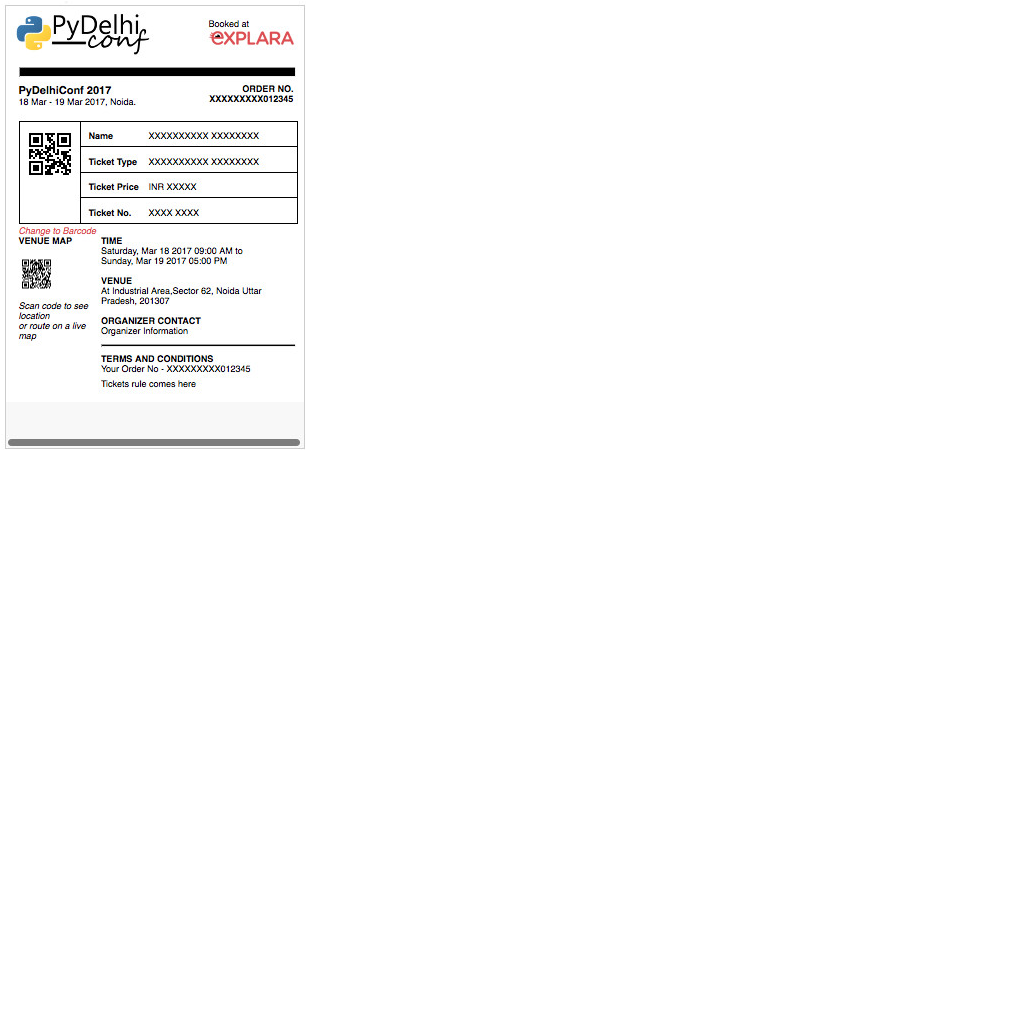 PyDelhi
conf
Booked at
eXPLARA
PyDelhiConf 2017
18 Mar - 19 Mar 2017, Noida.
ORDER NO.
XXXXXXXXX012345
Name XXXXXXXXXX XXXXXXXX
Ticket Type XXXXXXXXXX XXXXXXXX
Ticket Price INR XXXXX
Ticket No. XXXX XXXX
Change to Barcode
VENUE MAP
Scan code to see
location
or route on a live
map
TIME
Saturday, Mar 18 2017 09:00 AM to
Sunday, Mar 19 2017 05:00 PM
VENUE
At Industrial Area,Sector 62, Noida Uttar
Pradesh, 201307
ORGANIZER CONTACT
Organizer Information
TERMS AND CONDITIONS
Your Order No - XXXXXXXXX012345
Tickets rule comes here